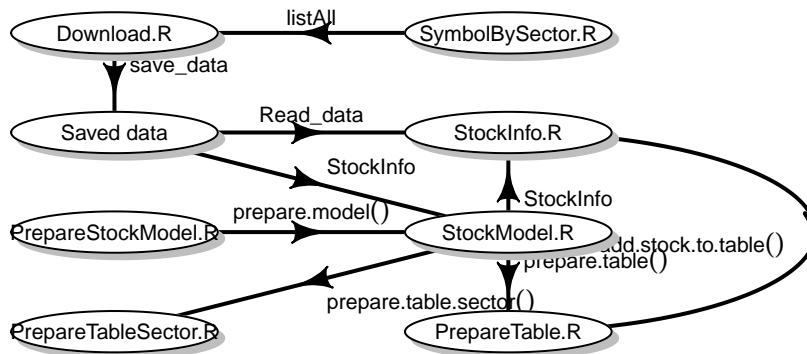 listAll
Download.R
SymbolBySector.R
save_data
Read_data
Saved data
StockInfo.R
StockInfo
StockInfo
prepare.model()
PrepareStockModel.R
StockModel.R
add.stock.to.table()
prepare.table()
prepare.table.sector()
PrepareTableSector.R
PrepareTable.R